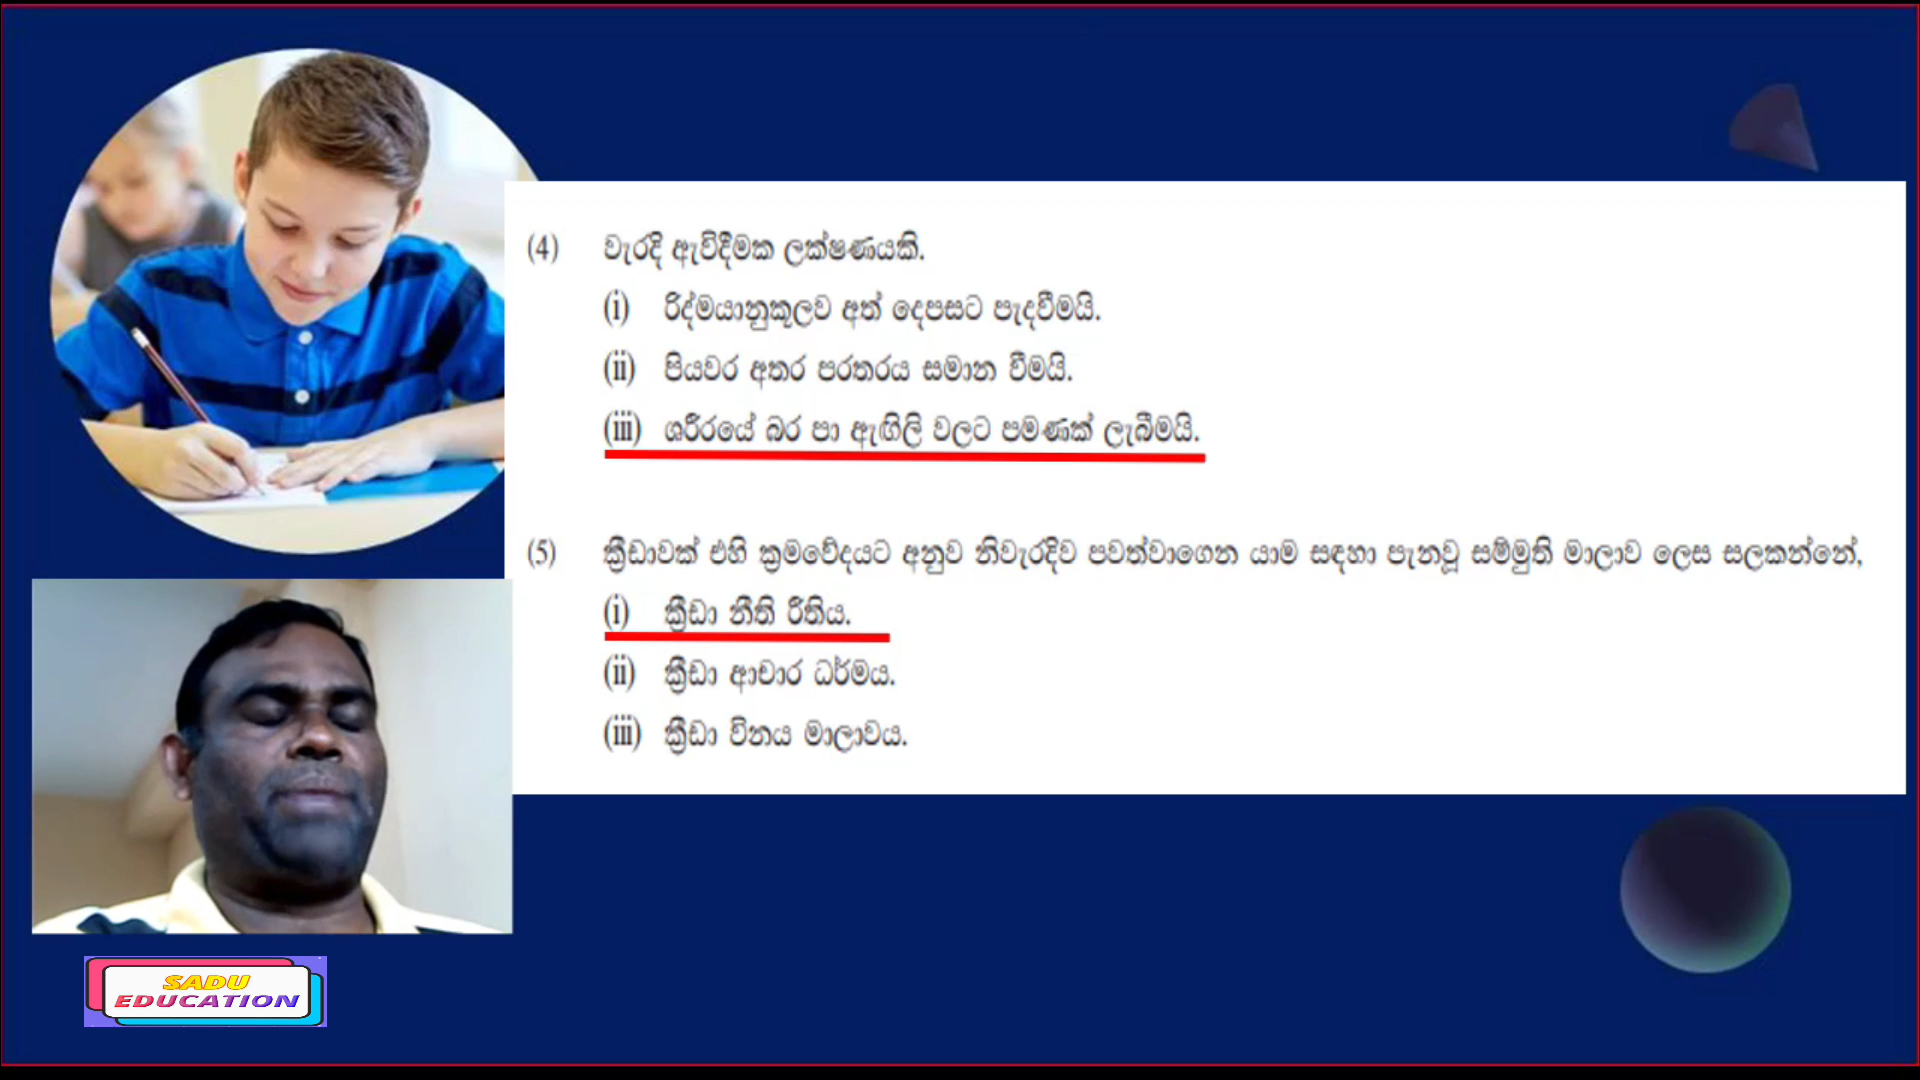 (4) වැරදි ඇවිදීමක ලක්ෂණයකි.
(i) රිද්මයානුකූලව අත් දෙපසට පැදවීමයි.
(ii) පියවර අතර පරතරය සමාන වීමයි.
(iii) ශරීරයේ බර පා ඇඟිලි වලට පමණක් ලැබීමයි.
(5) ක්‍රීඩාවක් එහි ක්‍රමවේදයට අනුව නිවැරදිව පවත්වාගෙන යාම සඳහා පැනවූ සම්මුති මාලාව ලෙස සලකන්නේ,
(i) ක්‍රීඩා නීති රීතිය.
(ii) ක්‍රීඩා ආචාර ධර්මය.
(iii) ක්‍රීඩා විනය මාලාවය.
SADU
EDUCATION